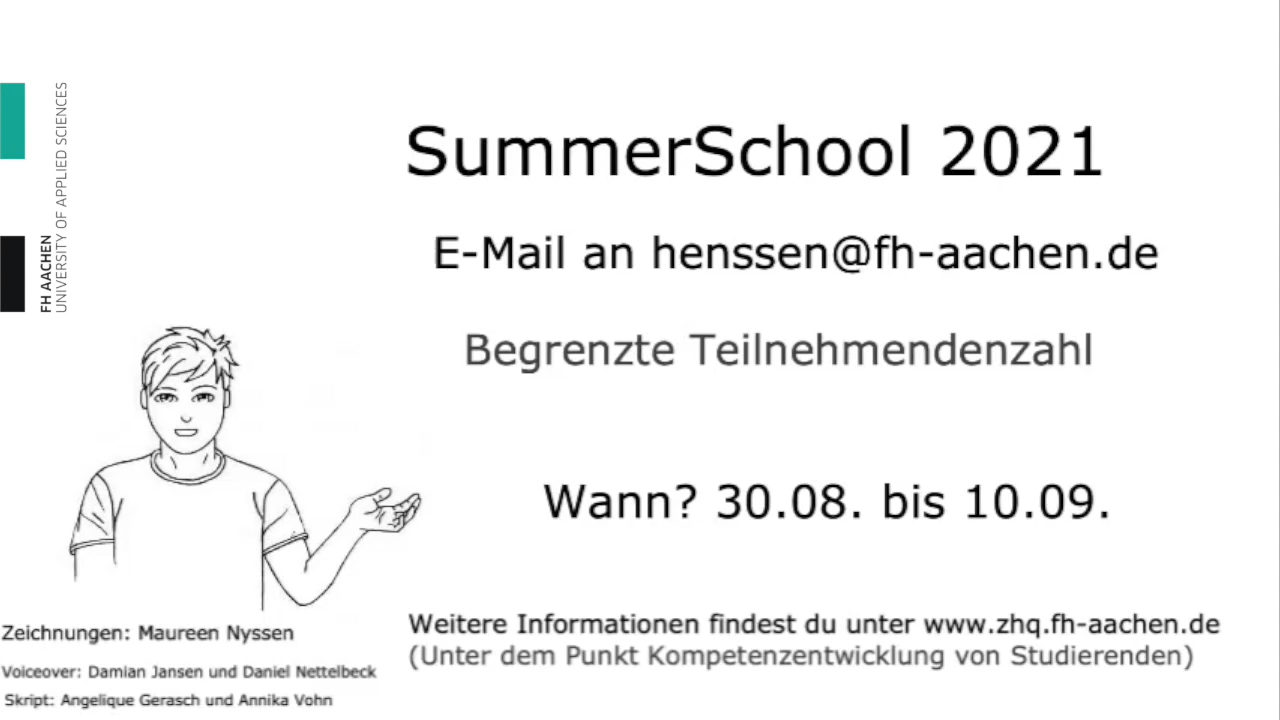 FH AACHEN
UNIVERSITY OF APPLIED SCIENCES
SummerSchool 2021
E-Mail an henssen@fh-aachen.de
Begrenzte Teilnehmendenzahl
Wann? 30.08. bis 10.09.
Weitere Informationen findest du unter www.zhq.fh-aachen.de
(Unter dem Punkt Kompetenzentwicklung von Studierenden)
Zeichnungen: Maureen Nyssen
Voiceover: Damian Jansen und Daniel Nettelbeck
Skript: Angelique Gerasch und Annika Vohn